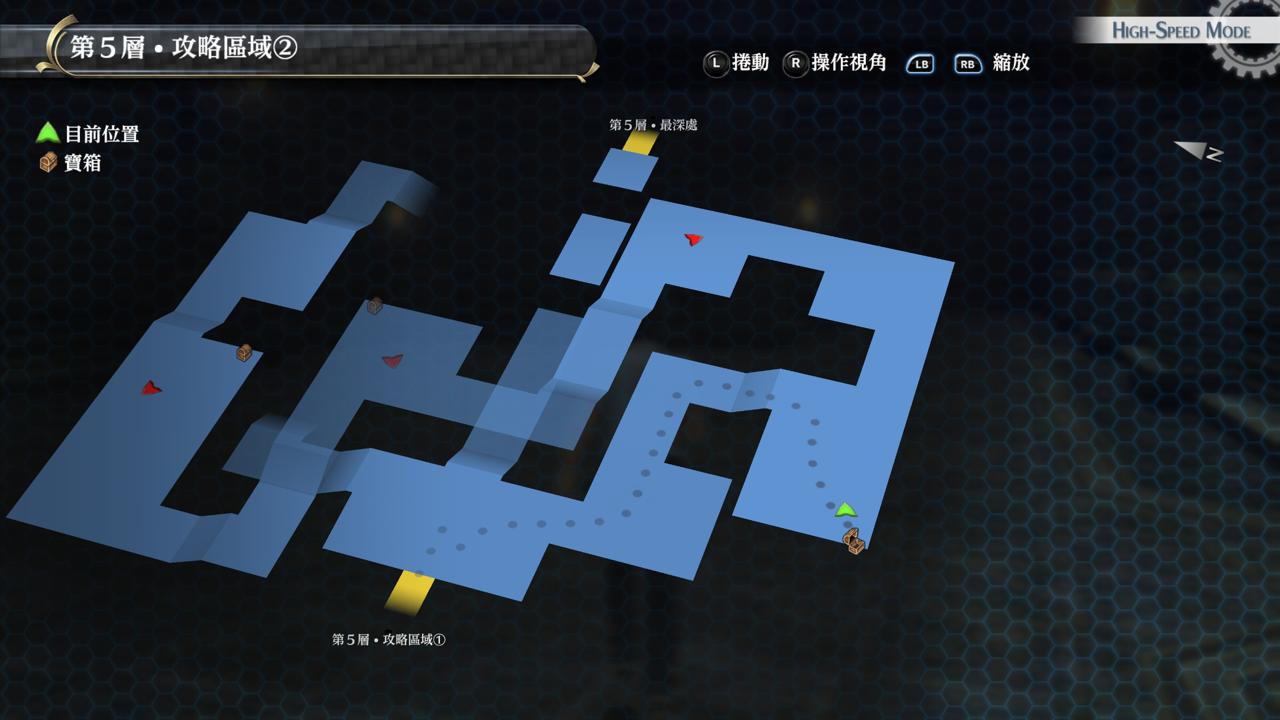 第5層•攻略區域②
HIGH-SPEED MODE
L 捲動 R 操作視角 LB RB 縮放
第5層•最深處
目前位置
寶箱
N
第5層•攻略區域①